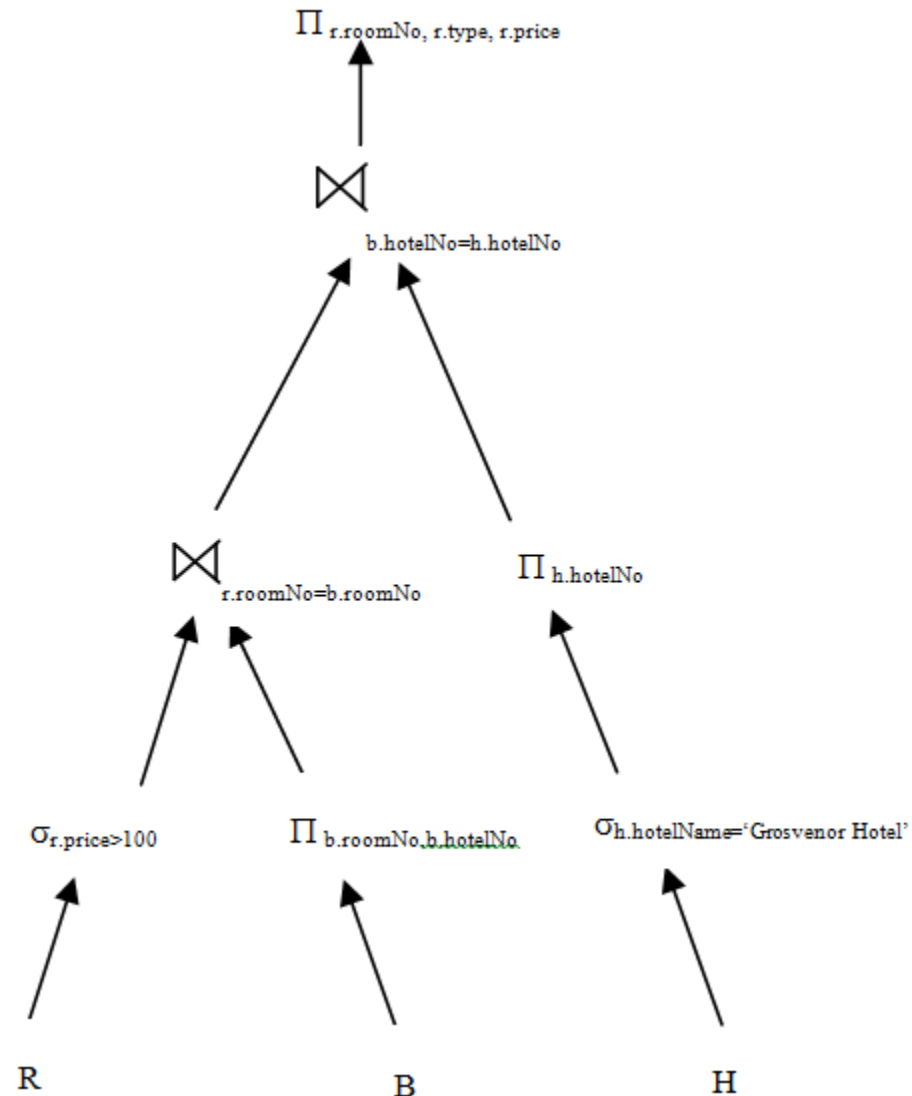 Π r.roomNo, r.type, r.price
⋈
b.hotelNo=h.hotelNo
⋈ r.roomNo=b.roomNo
Π h.hotelNo
σr.price>100
Π b.roomNo,b.hotelNo
σh.hotelName=‘Grosvenor Hotel’
R
B
H